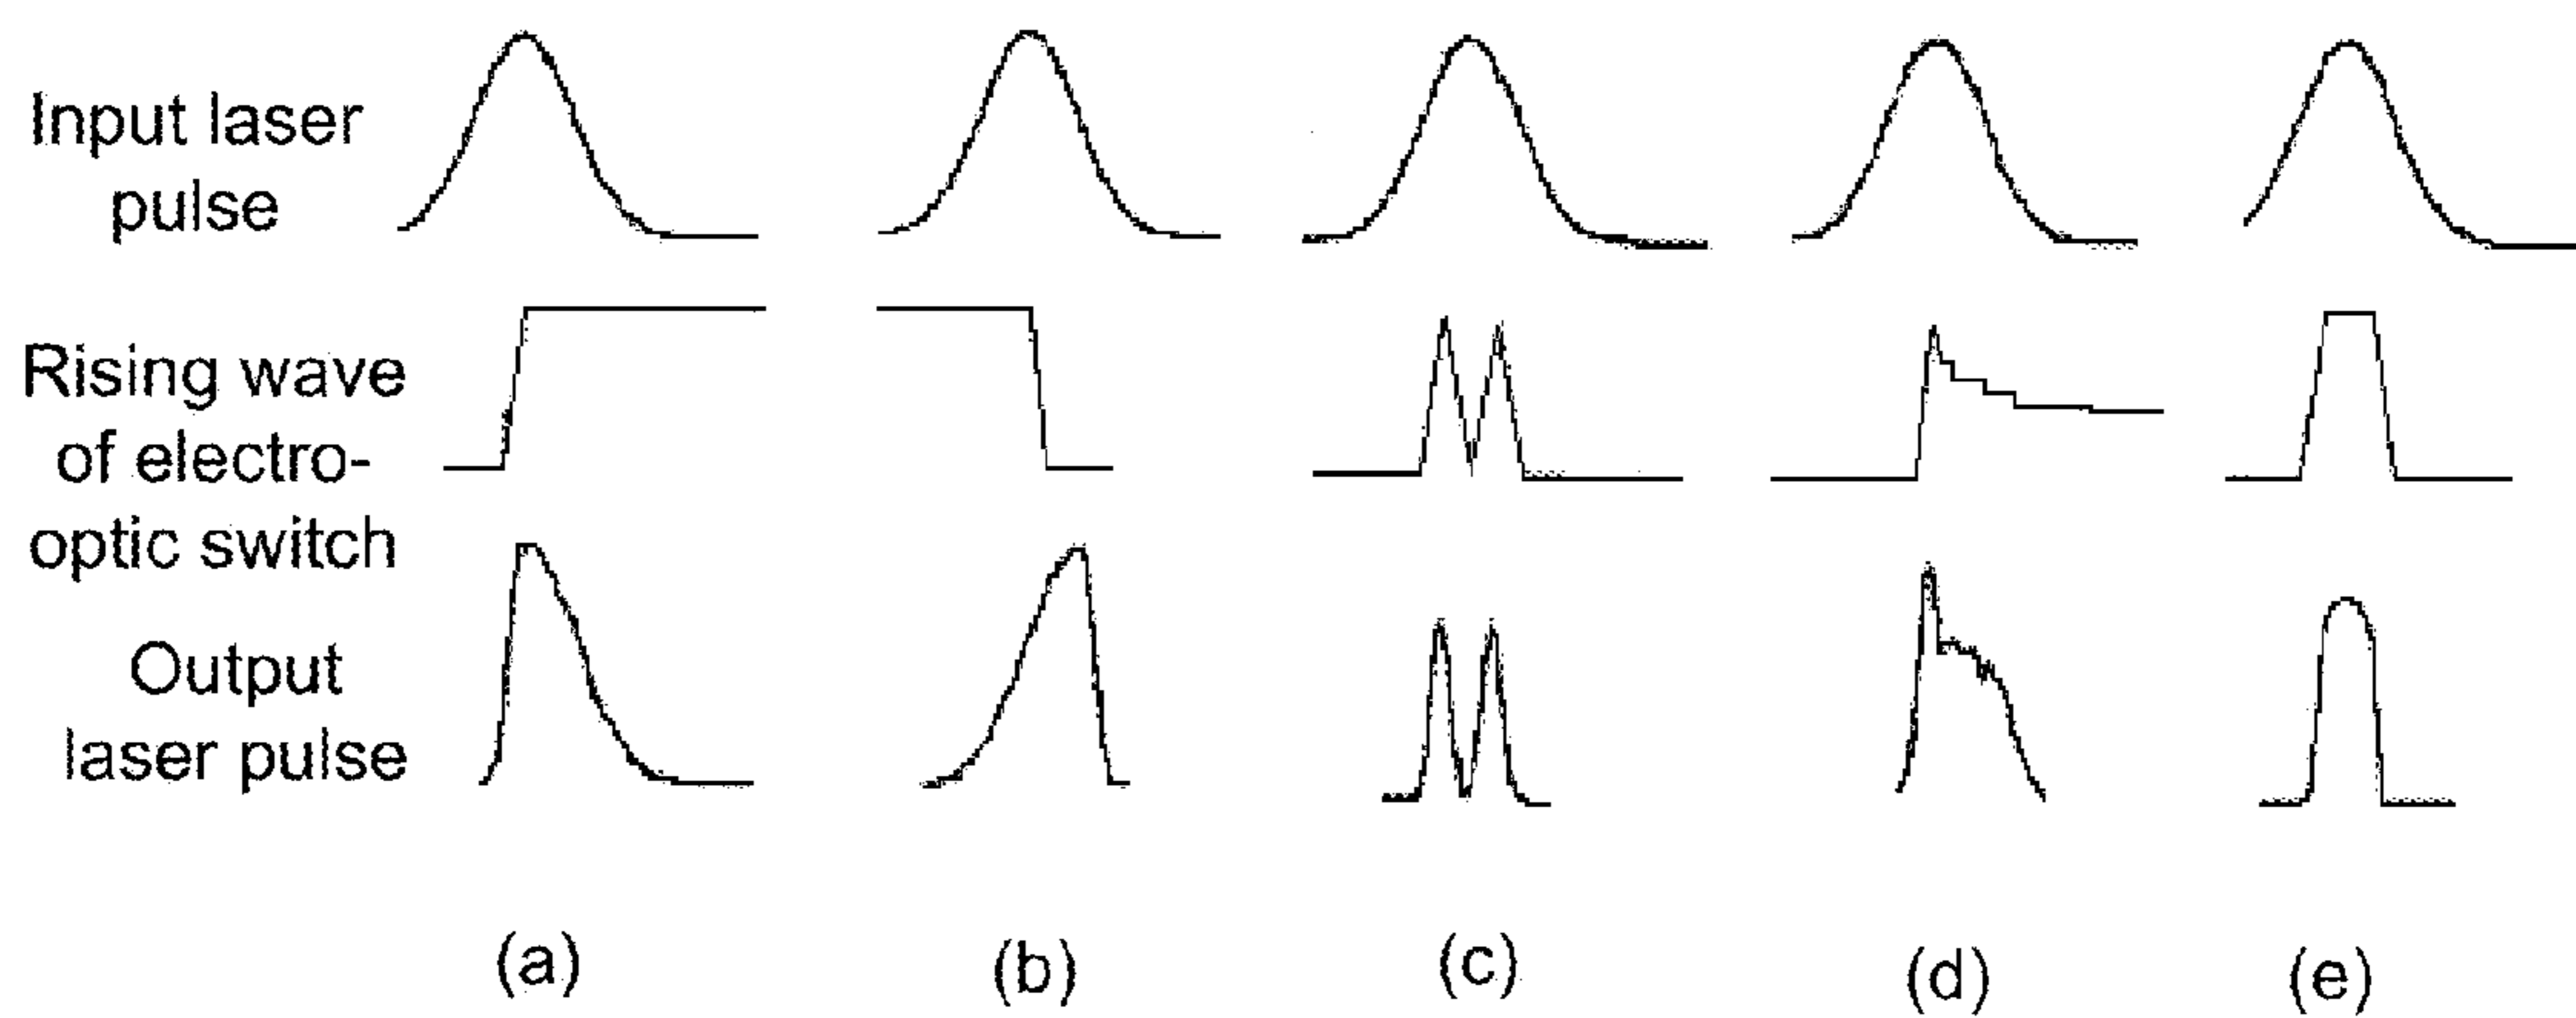 Input laser
pulse
Rising wave
of electro-
optic switch
Output
laser pulse
(a) (b) (c) (d) (e)